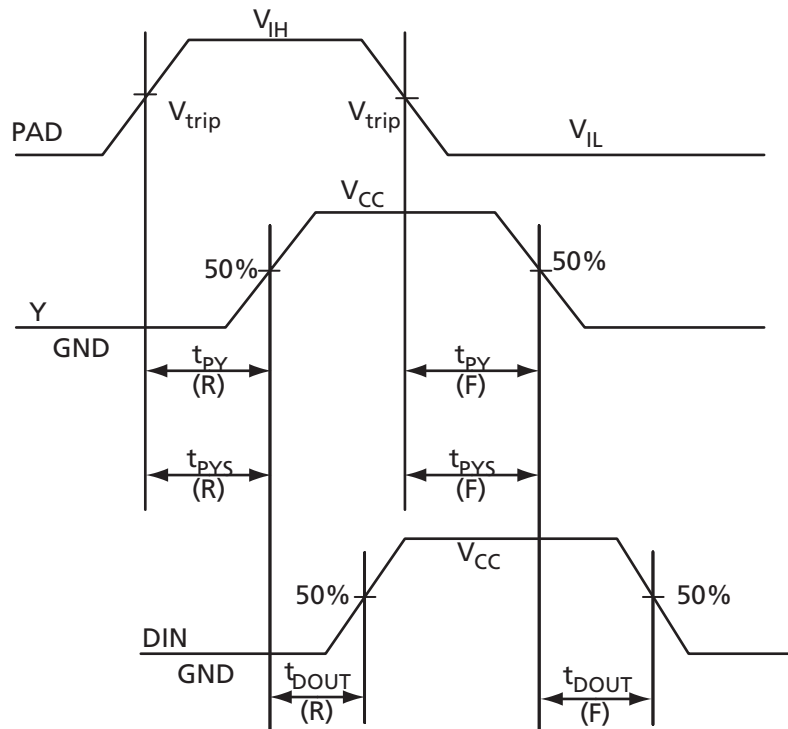 V_IH
V_trip V_trip
PAD V_IL
V_CC
50% 50%
Y
GND
t_PY t_PY
(R) (F)
t_PYS t_PYS
(R) (F)
V_CC
50% 50%
DIN
GND
t_DOUT t_DOUT
(R) (F)